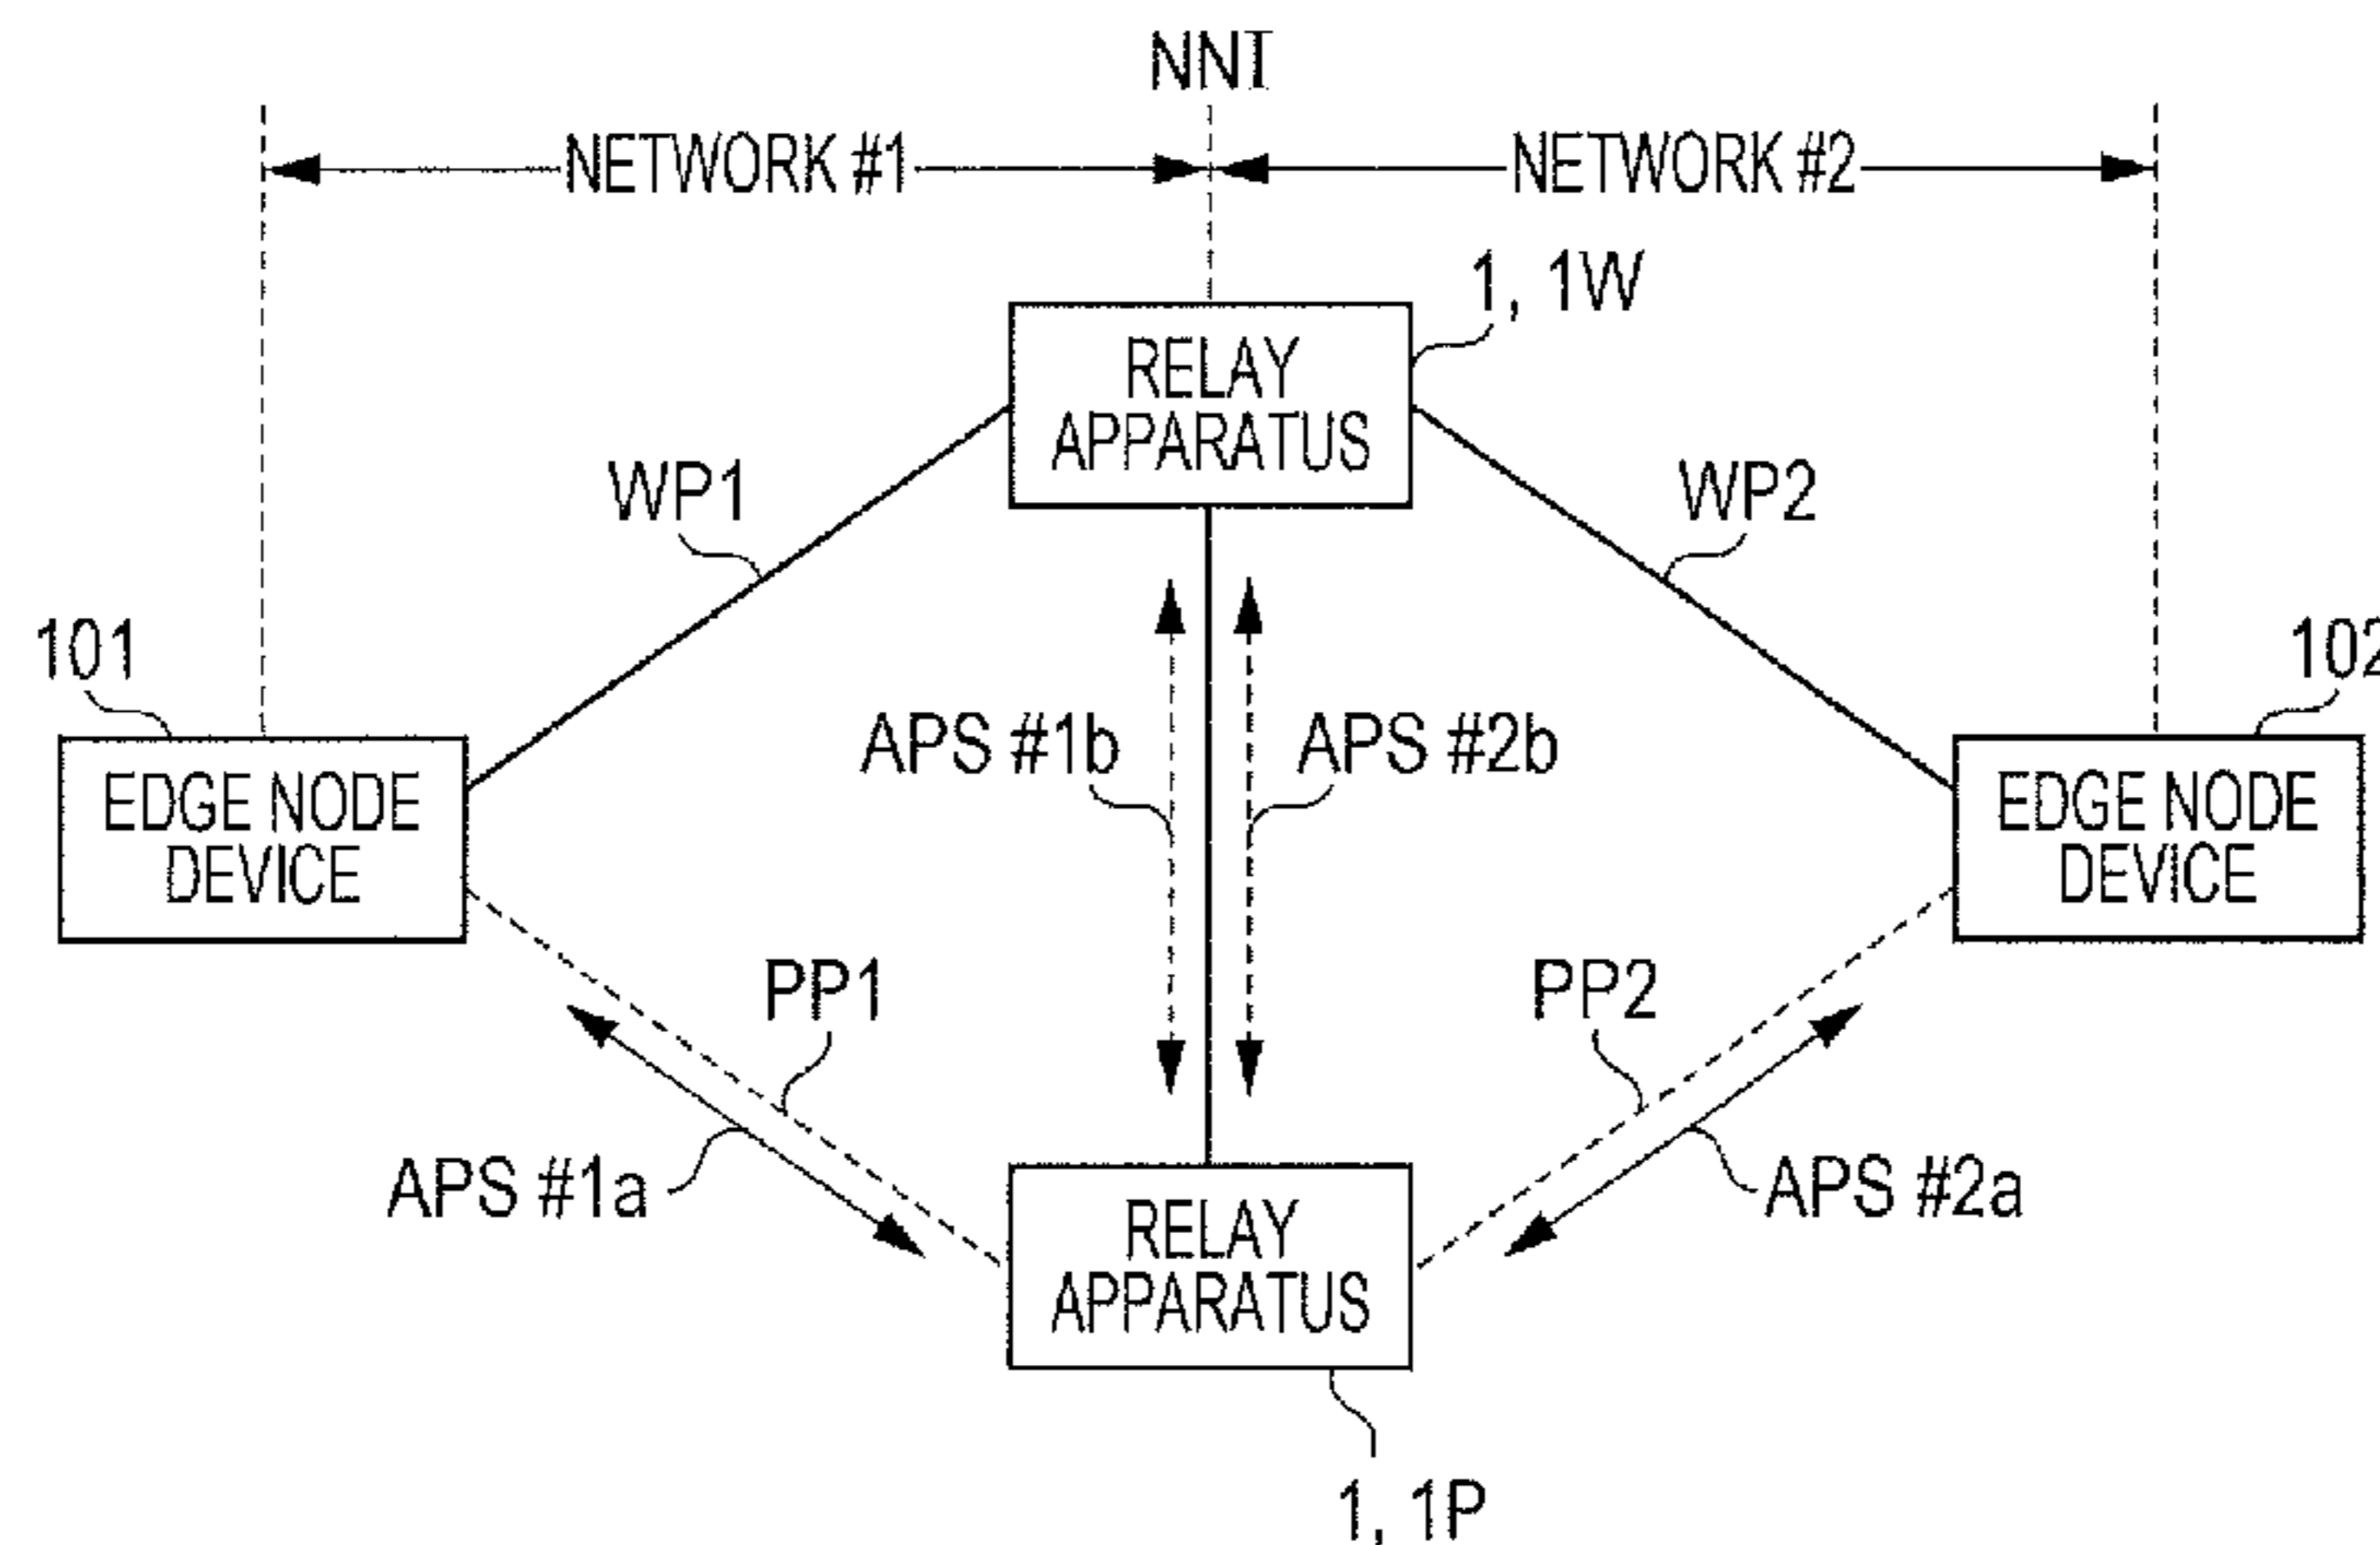 NNI
NETWORK #1
NETWORK #2
1, 1W
RELAY
APPARATUS
WP1
WP2
101
102
APS #1b
APS #2b
EDGE NODE
DEVICE
EDGE NODE
DEVICE
PP1
PP2
APS #1a
APS #2a
RELAY
APPARATUS
1, 1P